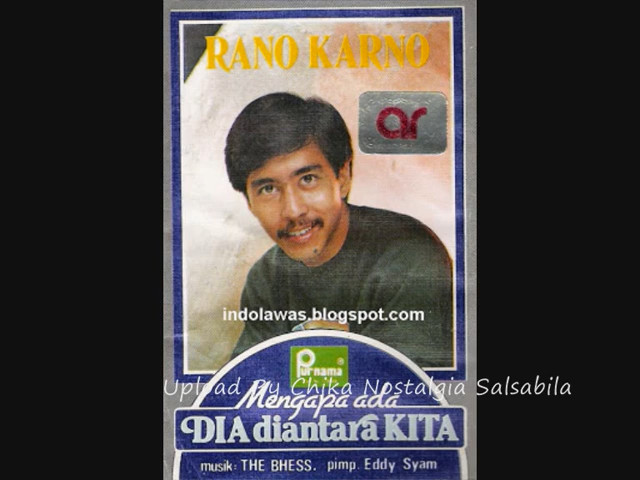 RANO KARNO
ar
indolawas.blogspot.com
Purnama ®
Upload By Chika Nostalgia Salsabila
Mengapa ada
DIA diantara KITA
musik: THE BHESS. pimp. Eddy Syam